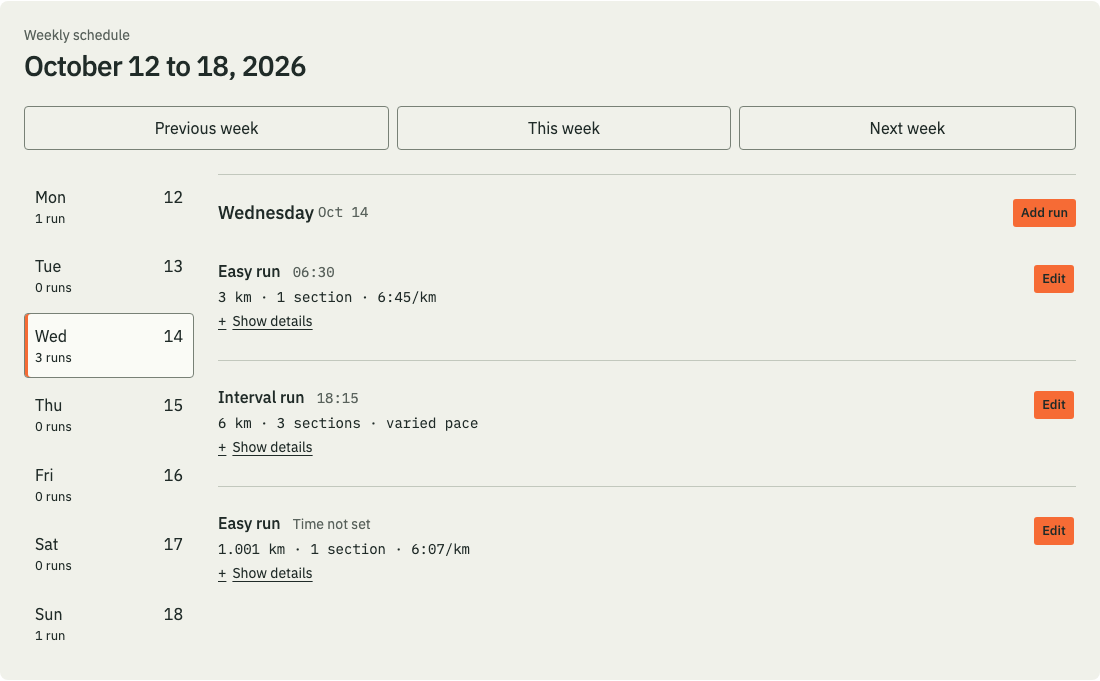 Weekly schedule
October 12 to 18, 2026
Previous week
This week
Next week
Mon 12
1 run
Tue 13
0 runs
Wed 14
3 runs
Thu 15
0 runs
Fri 16
0 runs
Sat 17
0 runs
Sun 18
1 run
Wednesday Oct 14
Add run
Easy run 06:30
Edit
3 km · 1 section · 6:45/km
+ Show details
Interval run 18:15
Edit
6 km · 3 sections · varied pace
+ Show details
Easy run Time not set
Edit
1.001 km · 1 section · 6:07/km
+ Show details